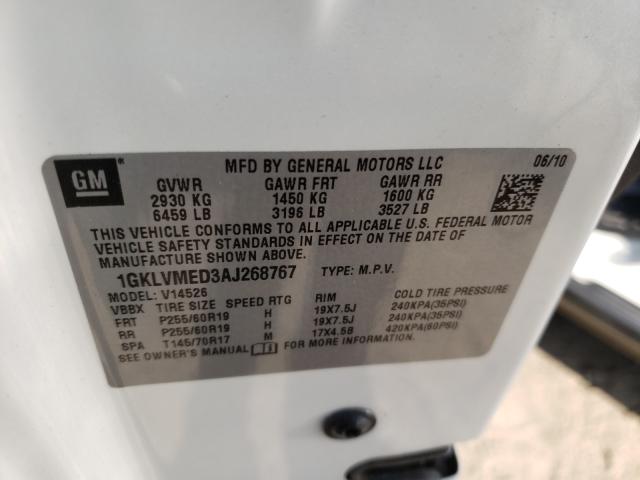 GM
MFD BY GENERAL MOTORS LLC 06/10
GVWR GAWR FRT GAWR RR
2930 KG 1450 KG 1600 KG
6459 LB 3196 LB 3527 LB
THIS VEHICLE CONFORMS TO ALL APPLICABLE U.S. FEDERAL MOTOR
VEHICLE SAFETY STANDARDS IN EFFECT ON THE DATE OF
MANUFACTURE SHOWN ABOVE.
1GKLVMED3AJ268767 TYPE: M.P.V.
MODEL: V14526
VBBX TIRE SIZE SPEED RTG RIM COLD TIRE PRESSURE
FRT P255/60R19 H 19X7.5J 240KPA(35PSI)
RR P255/60R19 H 19X7.5J 240KPA(35PSI)
SPA T145/70R17 M 17X4.5B 420KPA(60PSI)
SEE OWNER'S MANUAL FOR MORE INFORMATION.